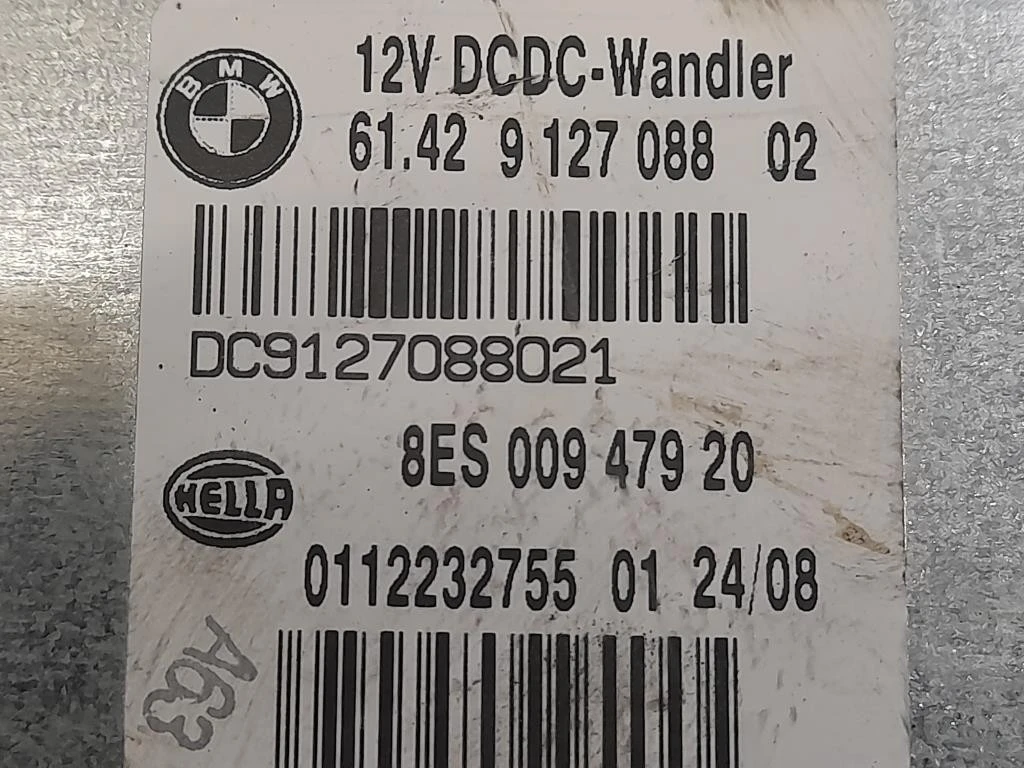 BMW
12V DCDC-Wandler
61.42 9 127 088 02
DC9127088021
8ES 009 479 20
HELLA
0112232755 01 24/08
A63